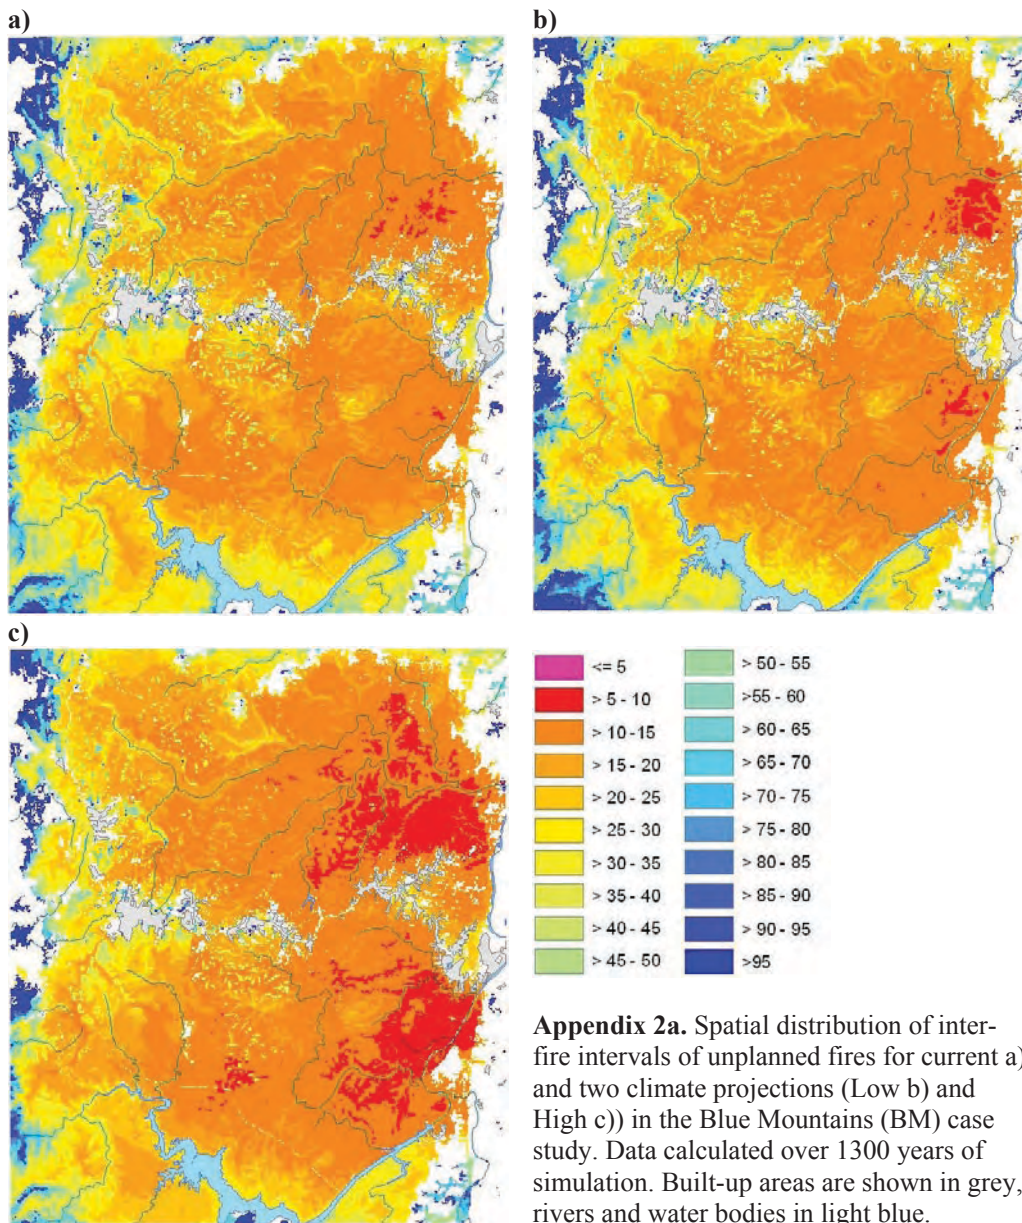 a)
b)
c)
<= 5
> 5 - 10
> 10 - 15
> 15 - 20
> 20 - 25
> 25 - 30
> 30 - 35
> 35 - 40
> 40 - 45
> 45 - 50
> 50 - 55
>55 - 60
> 60 - 65
> 65 - 70
> 70 - 75
> 75 - 80
> 80 - 85
> 85 - 90
> 90 - 95
>95
Appendix 2a. Spatial distribution of inter-
fire intervals of unplanned fires for current a)
and two climate projections (Low b) and
High c)) in the Blue Mountains (BM) case
study. Data calculated over 1300 years of
simulation. Built-up areas are shown in grey,
rivers and water bodies in light blue.